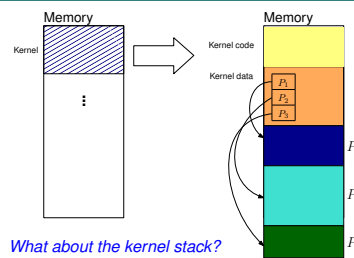 Memory
Kernel
⋮
What about the kernel stack?
Memory
Kernel code
Kernel data
P₁
P₂
P₃
P
P
P